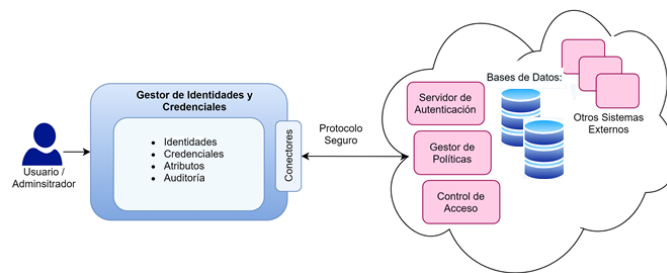 Gestor de Identidades y
Credenciales
Identidades
Credenciales
Atributos
Auditoría
Conectores
Usuario /
Adminsitrador
Protocolo
Seguro
Servidor de
Autenticación
Gestor de
Políticas
Control de
Acceso
Bases de Datos:
Otros Sistemas
Externos